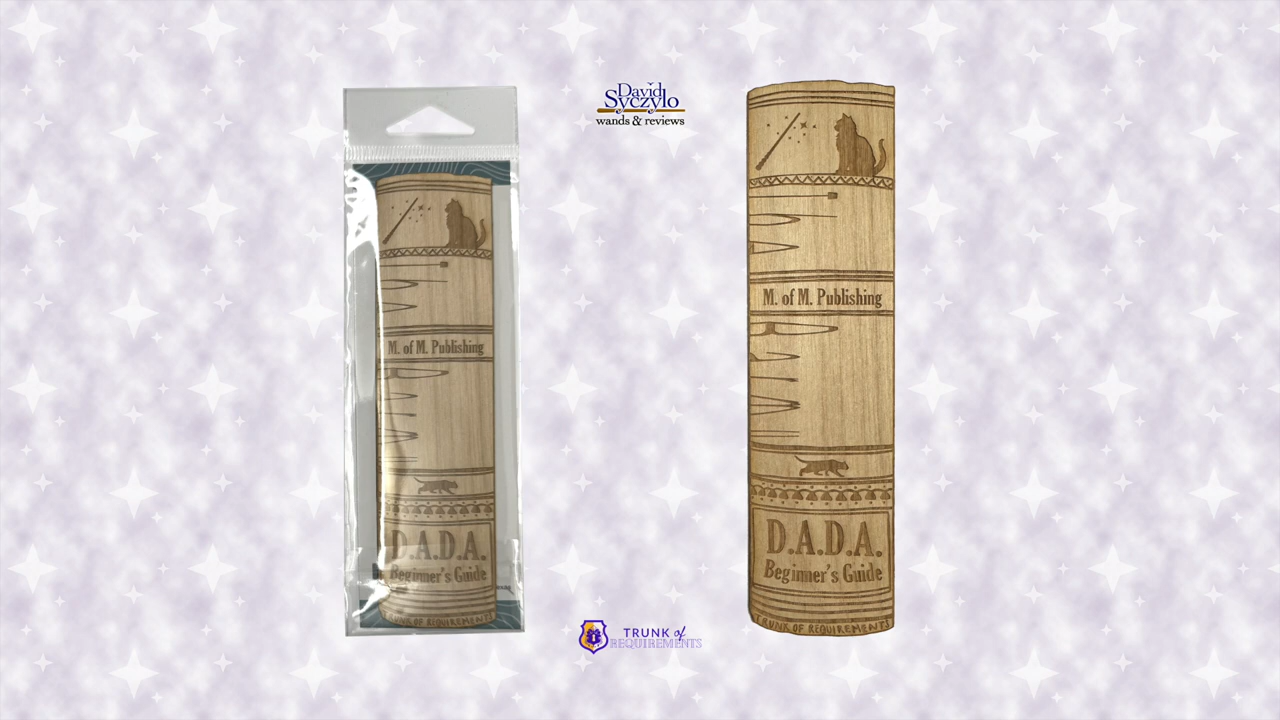 David
Syczylo
wands & reviews
M. of M. Publishing
D.A.D.A.
Beginner's Guide
TRUNK OF REQUIREMENTS
M. of M. Publishing
D.A.D.A.
Beginner's Guide
TRUNK OF REQUIREMENTS
TRUNK of
REQUIREMENTS